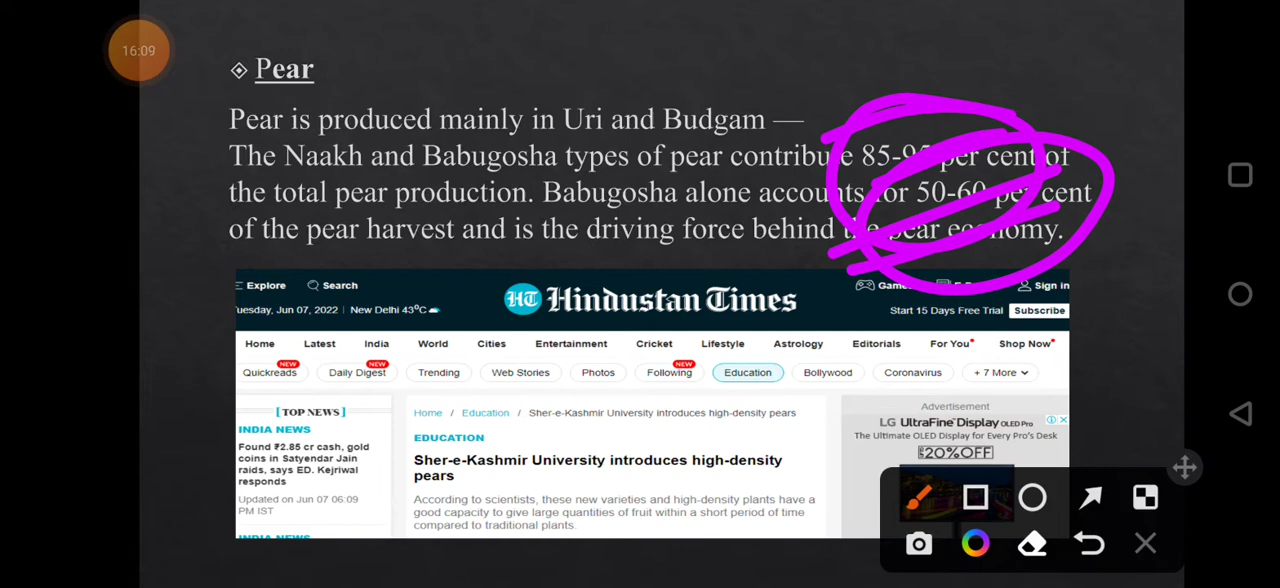 16:09
Pear
Pear is produced mainly in Uri and Budgam —
The Naakh and Babugosha types of pear contribute 85-95 per cent of
the total pear production. Babugosha alone accounts for 50-60 per cent
of the pear harvest and is the driving force behind the pear economy.
Explore Search HT Hindustan Times Sign in
uesday, Jun 07, 2022 | New Delhi 43°C Start 15 Days Free Trial Subscribe
Home Latest India World Cities Entertainment Cricket Lifestyle Astrology Editorials For You Shop Now
NEW NEW NEW
Quickreads Daily Digest Trending Web Stories Photos Following Education Bollywood Coronavirus + 7 More
[ TOP NEWS ] Home / Education / Sher-e-Kashmir University introduces high-density pears Advertisement
INDIA NEWS
Found ₹2.85 cr cash, gold
coins in Satyendar Jain
raids, says ED. Kejriwal
responds
Updated on Jun 07 06:09
PM IST
EDUCATION
Sher-e-Kashmir University introduces high-density
pears
According to scientists, these new varieties and high-density plants have a
good capacity to give large quantities of fruit within a short period of time
compared to traditional plants.
LG UltraFine Display OLED Pro
The Ultimate OLED Display for Every Pro's Desk
20% OFF